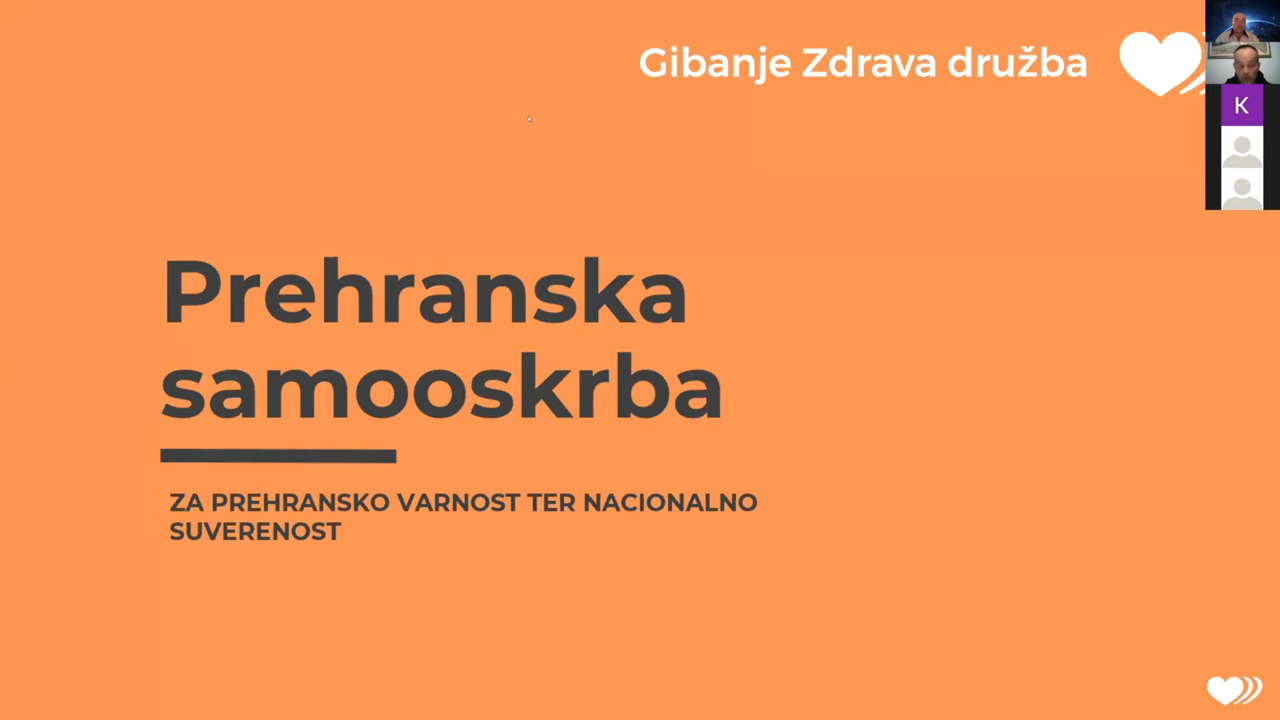 Gibanje Zdrava družba
K
Prehranska
samooskrba
ZA PREHRANSKO VARNOST TER NACIONALNO
SUVERENOST